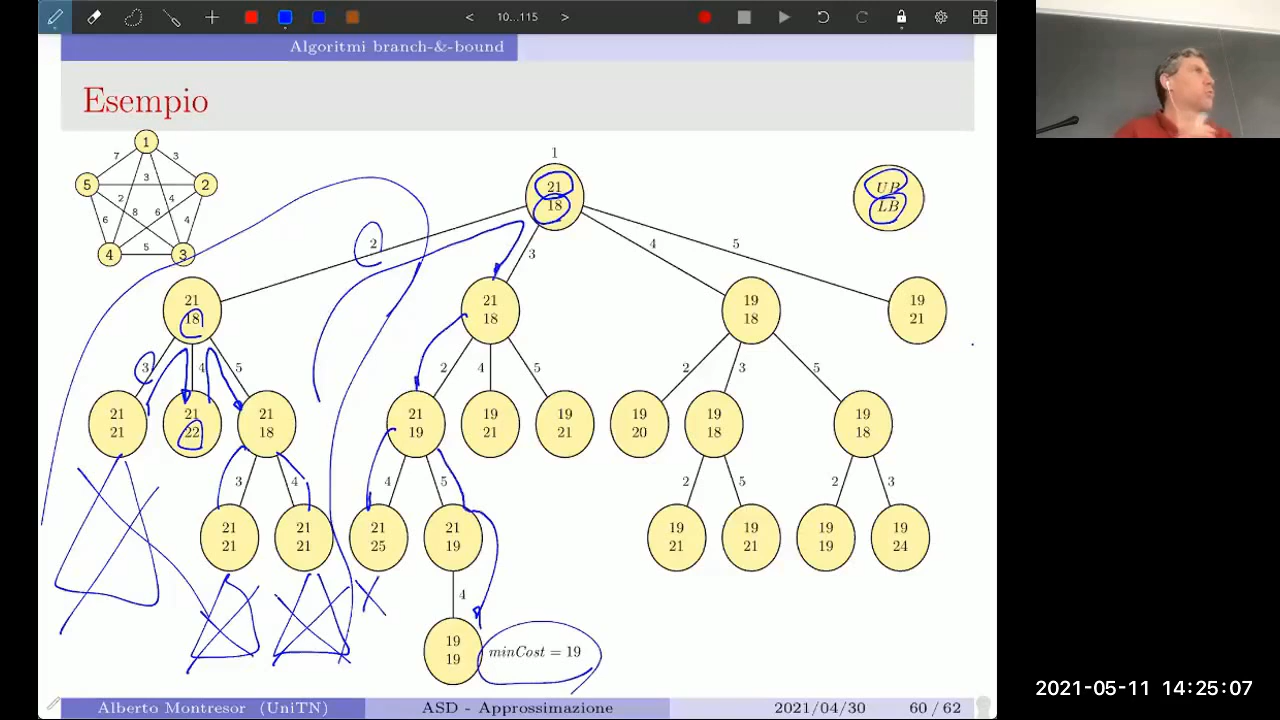 < 10...115 >
Algoritmi branch-&-bound
Esempio
1
7 3
5 3 2
2 4
6 8 6 4
4 5 3
1
21
18
UB
LB
2 3 4 5
21 21 19 19
18 18 18 21
3 4 5 2 4 5 2 3 5
21 21 21 21 19 19 19 19 19
21 22 18 19 21 21 20 18 18
3 4 4 5 2 5 2 3
21 21 21 21 19 19 19 19
21 21 25 19 21 21 19 24
4
19
19
minCost = 19
Alberto Montresor (UniTN) ASD - Approssimazione 2021/04/30 60 / 62
2021-05-11 14:25:07